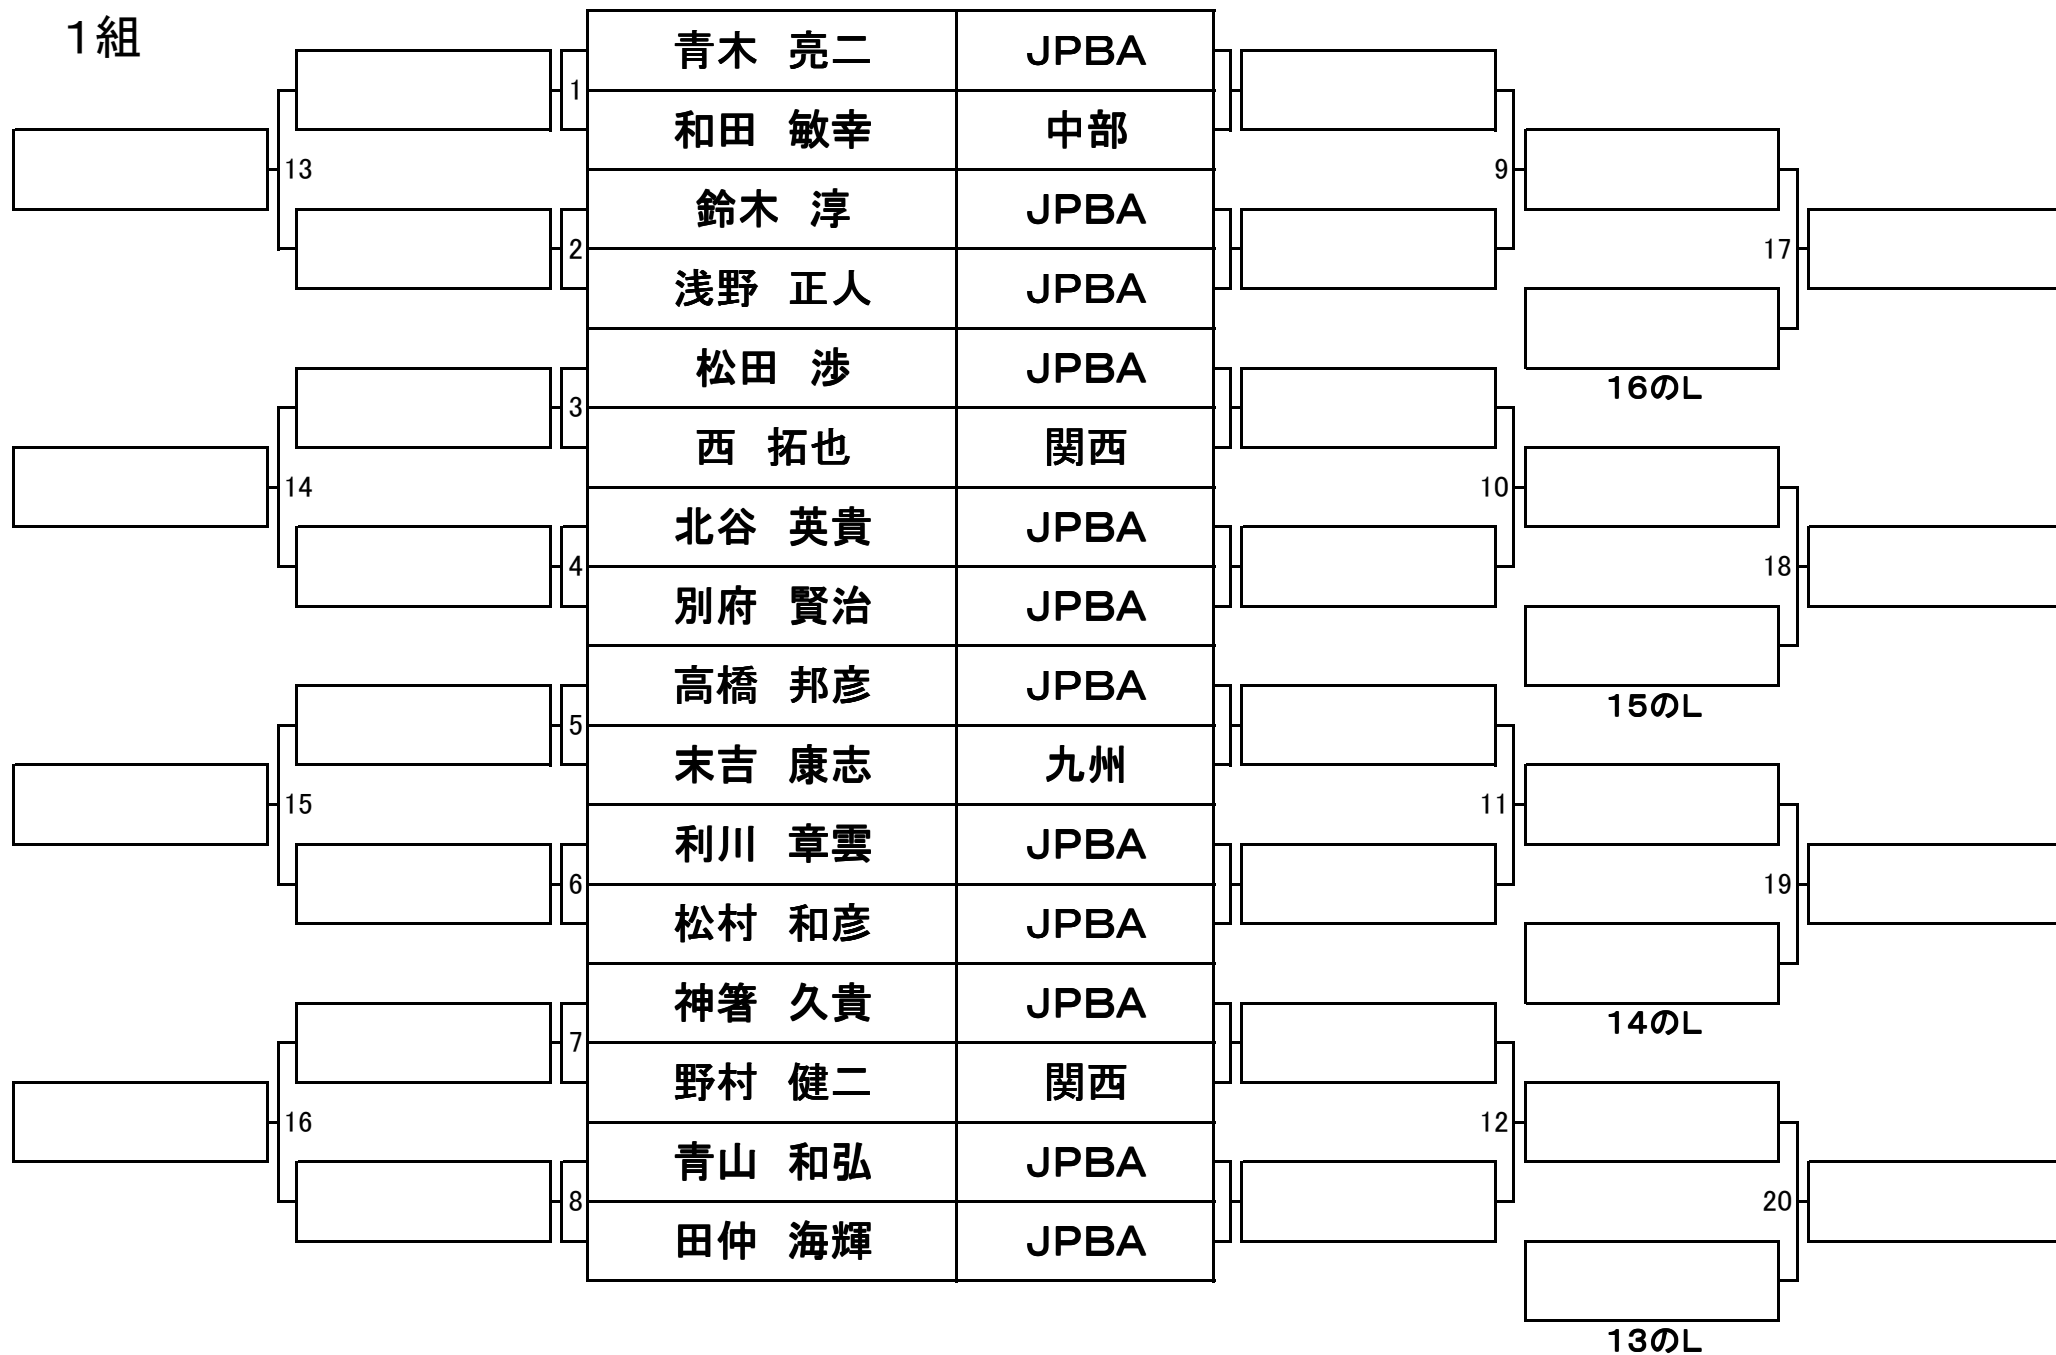 １組
青木　亮二 JPBA
1
和田　敏幸 中部
13 9
鈴木　淳 JPBA
2 17
浅野　正人 JPBA
松田　渉 JPBA
16のL
3
西　拓也 関西
14 10
北谷　英貴 JPBA
4 18
別府　賢治 JPBA
高橋　邦彦 JPBA
15のL
5
末吉　康志 九州
15 11
利川　章雲 JPBA
6 19
松村　和彦 JPBA
神箸　久貴 JPBA
14のL
7
野村　健二 関西
16 12
青山　和弘 JPBA
8 20
田仲　海輝 JPBA
13のL